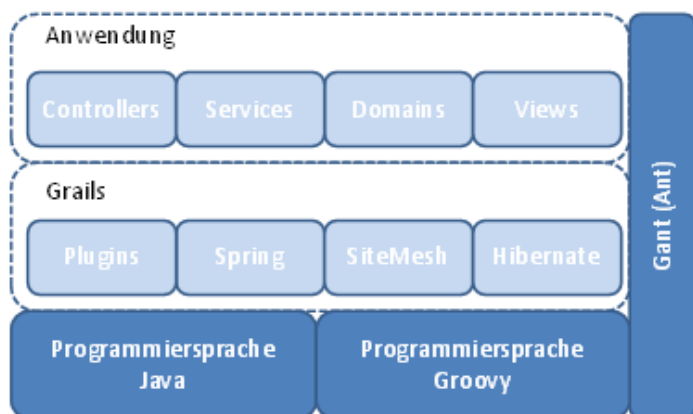 Anwendung
Controllers
Services
Domains
Views
Grails
Plugins
Spring
SiteMesh
Hibernate
Programmiersprache
Java
Programmiersprache
Groovy
Gant (Ant)